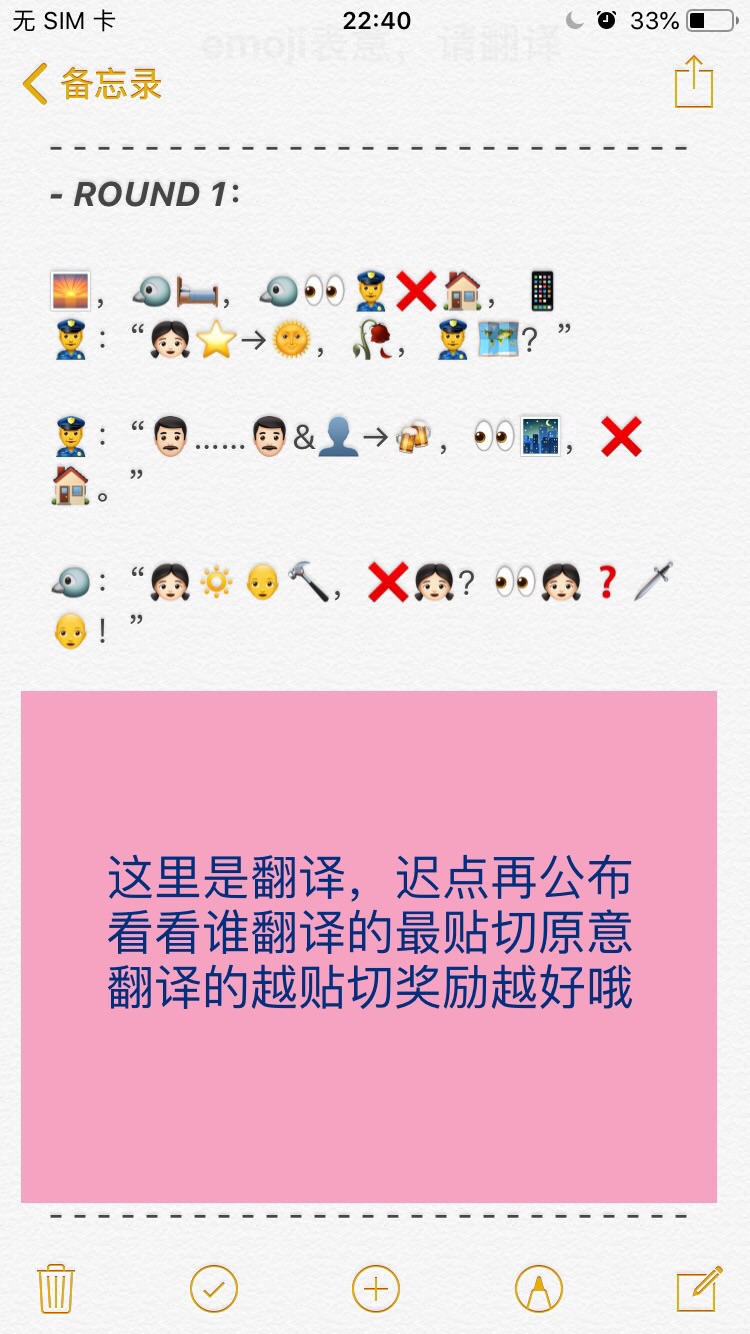 无 SIM 卡 22:40 33%
emoji表意，请翻译
备忘录
- - - - - - - - - - - - - - - - - - - - - - - - - - -
- ROUND 1：
🌅，🐦🛏，🐦👀👮❌🏠，📱
👮：“👧🏻⭐️→🌞，🥀，👮🗺？”
👮：“👨🏻……👨🏻&👤→🍻，👀🌃，❌
🏠。”
🐦：“👧🏻🔅👴🔨，❌👧🏻？👀👧🏻❓🗡
👴！”
这里是翻译，迟点再公布
看看谁翻译的最贴切原意
翻译的越贴切奖励越好哦
- - - - - - - - - - - - - - - - - - - - - - - - - - -